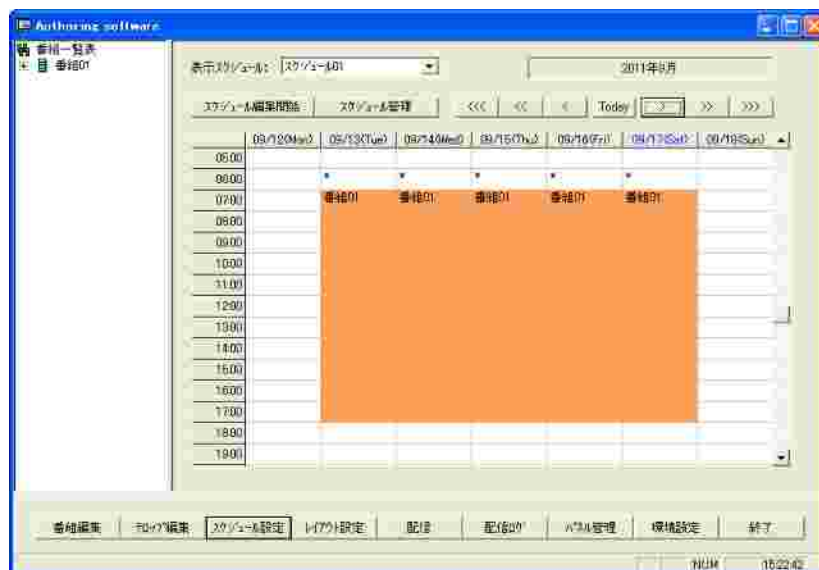 Authoring software
番組一覧表
番組01
表示スケジュール: スケジュール01
2011年9月
スケジュール編集開始 スケジュール管理 <<< << < Today > >> >>>
09/12(Mon) 09/13(Tue) 09/14(Wed) 09/15(Thu) 09/16(Fri) 09/17(Sat) 09/18(Sun)
05:00
06:00 * * * * *
07:00 番組01 番組01 番組01 番組01 番組01
08:00
09:00
10:00
11:00
12:00
13:00
14:00
15:00
16:00
17:00
18:00
19:00
番組編集 テロップ編集 スケジュール設定 レイアウト設定 配信 配信ログ パネル管理 環境設定 終了
NUM 15:22:42